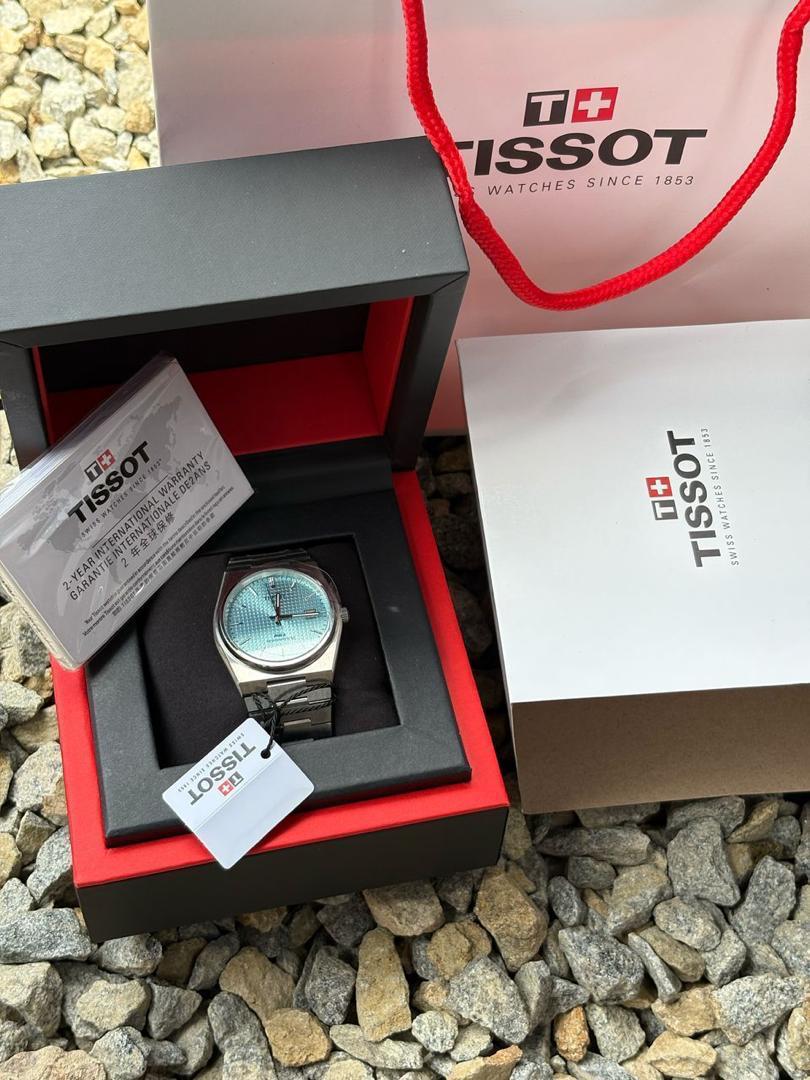 T+
TISSOT
SWISS WATCHES SINCE 1853
T+
TISSOT
SWISS WATCHES SINCE 1853
T+
TISSOT
SWISS WATCHES SINCE 1853
2-YEAR INTERNATIONAL WARRANTY
GARANTIE INTERNATIONALE DE 2 ANS
2 年全球保修
T+
TISSOT
SWISS WATCHES SINCE 1853